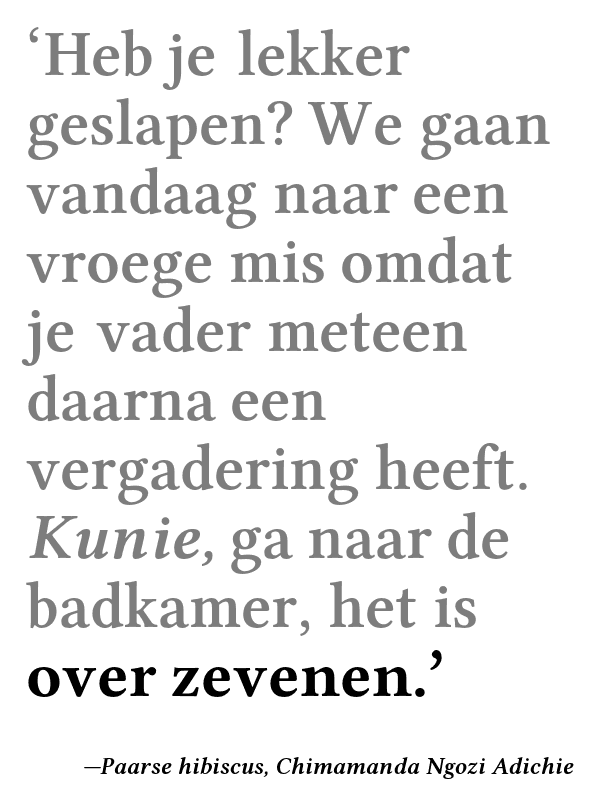 ‘Heb je lekker
geslapen? We gaan
vandaag naar een
vroege mis omdat
je vader meteen
daarna een
vergadering heeft.
Kunie, ga naar de
badkamer, het is
over zevenen.’
—Paarse hibiscus, Chimamanda Ngozi Adichie